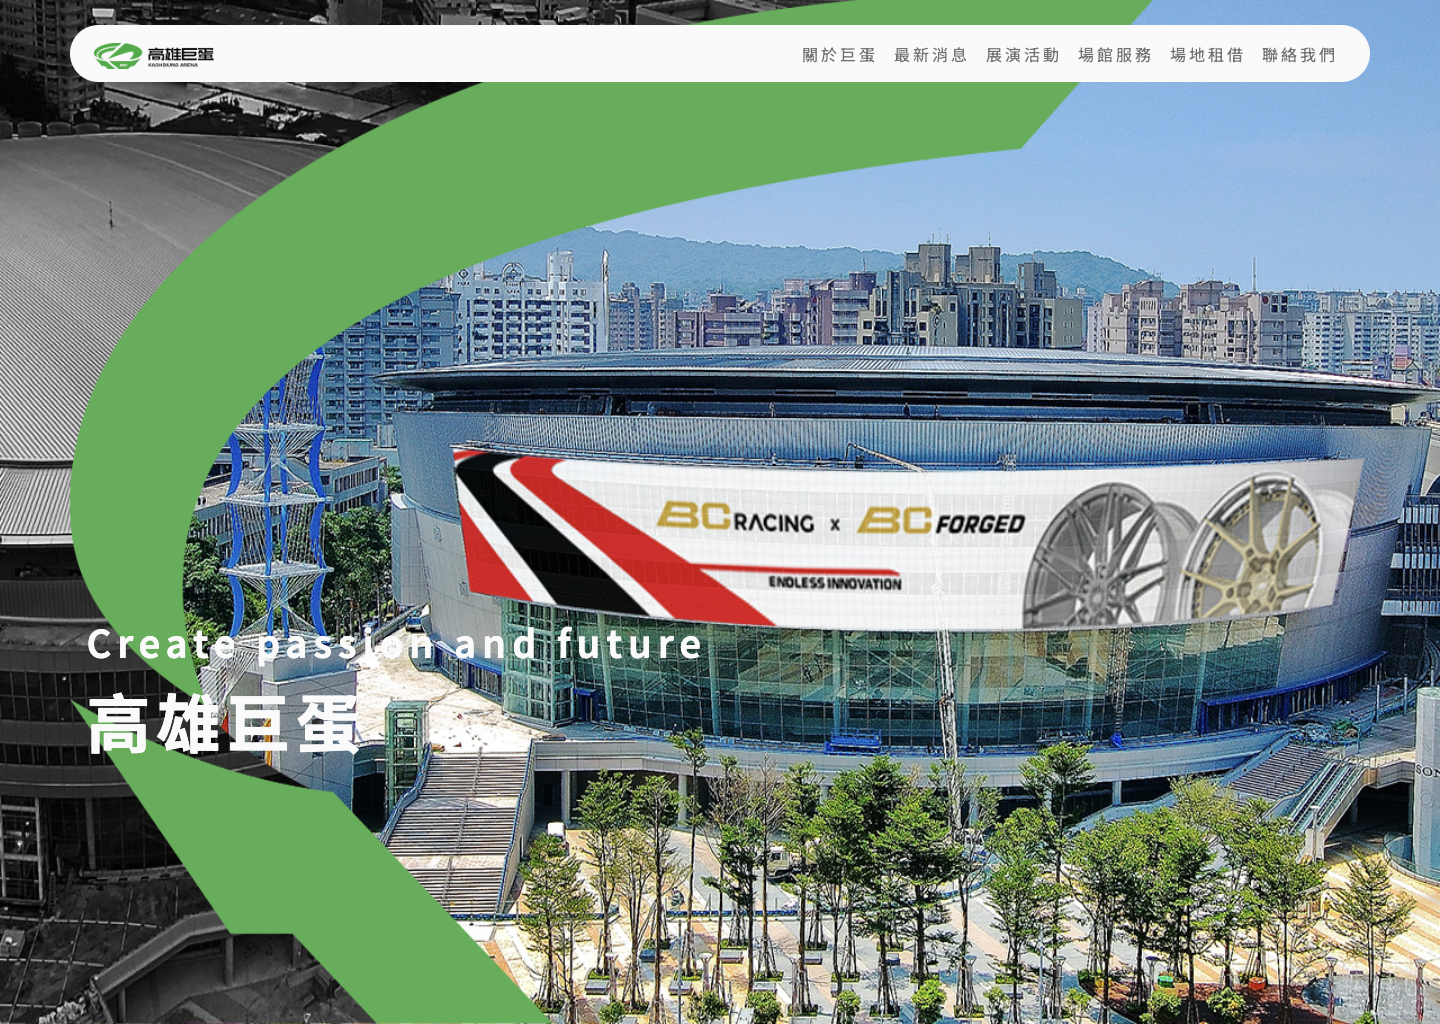 高雄巨蛋
KAOHSIUNG ARENA
關於巨蛋 最新消息 展演活動 場館服務 場地租借 聯絡我們
BC RACING x BC FORGED
ENDLESS INNOVATION
Create passion and future
高雄巨蛋